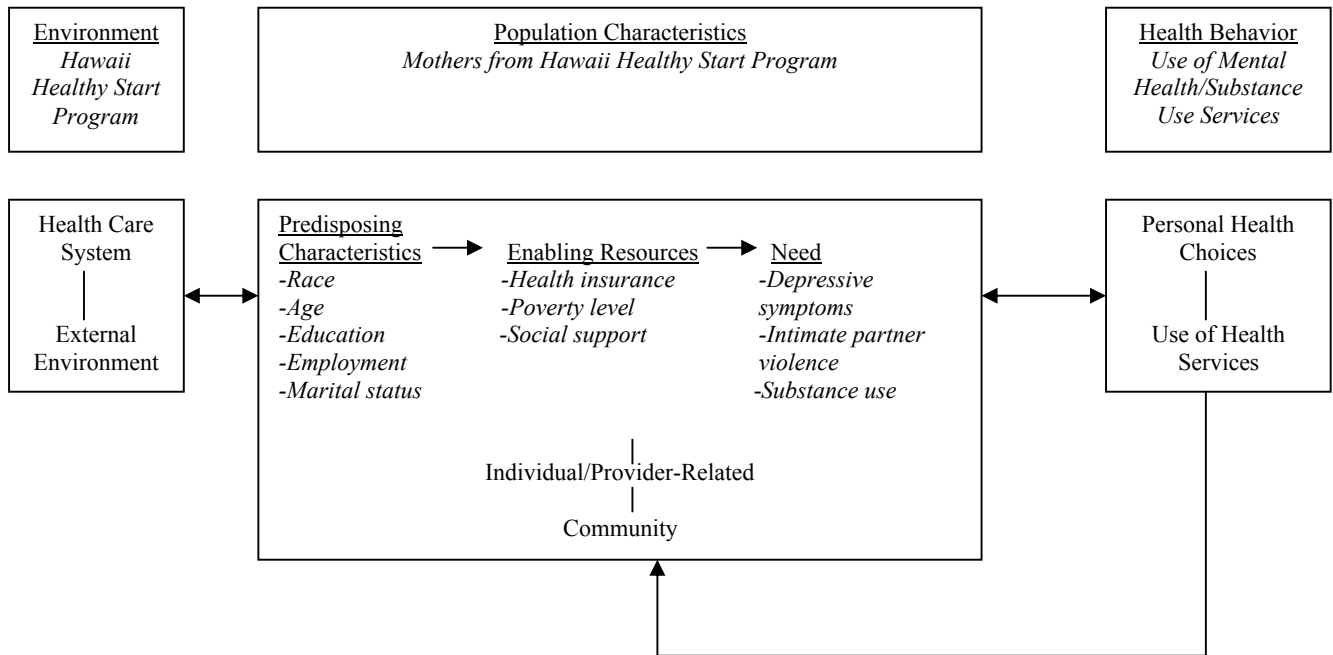 Environment
Hawaii
Healthy Start
Program
Population Characteristics
Mothers from Hawaii Healthy Start Program
Health Behavior
Use of Mental
Health/Substance
Use Services
Health Care
System
External
Environment
Predisposing
Characteristics
-Race
-Age
-Education
-Employment
-Marital status
Enabling Resources
-Health insurance
-Poverty level
-Social support
Need
-Depressive
symptoms
-Intimate partner
violence
-Substance use
Individual/Provider-Related
Community
Personal Health
Choices
Use of Health
Services